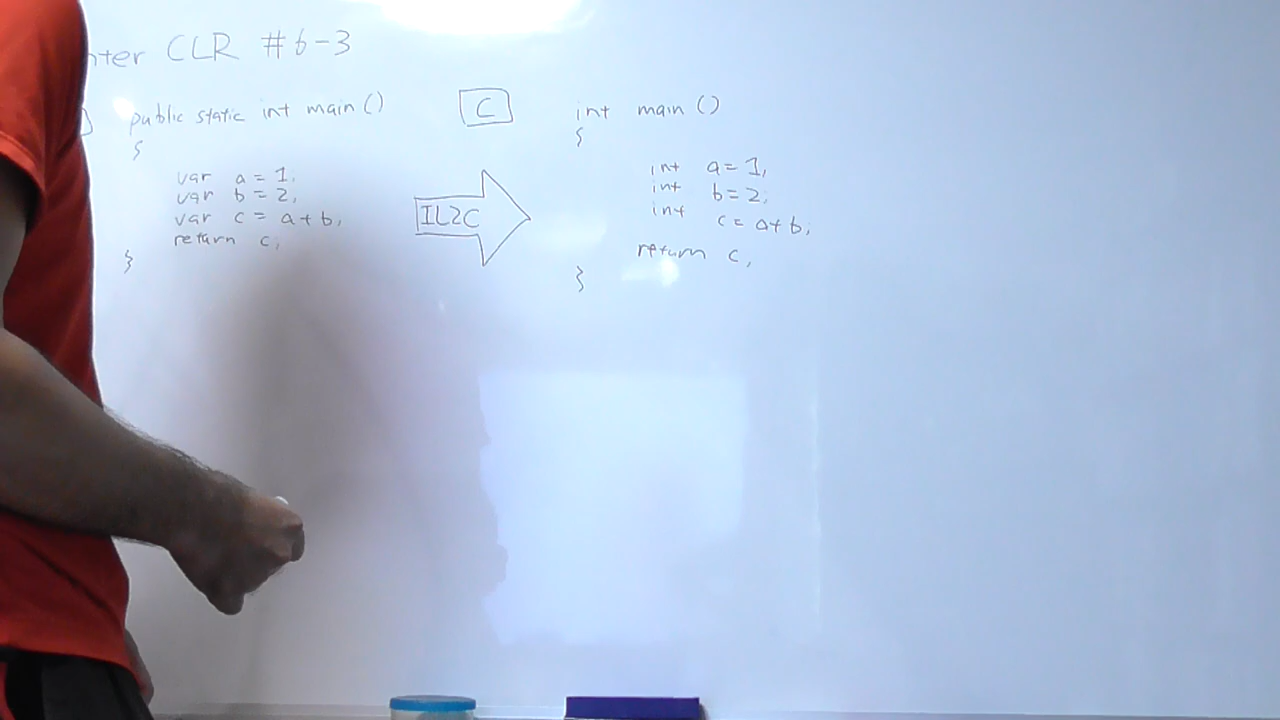 nter CLR #6-3
public static int main()
{
var a = 1;
var b = 2;
var c = a + b;
return c;
}
IL2C
C
int main()
{
int a = 1;
int b = 2;
int c = a + b;
return c;
}